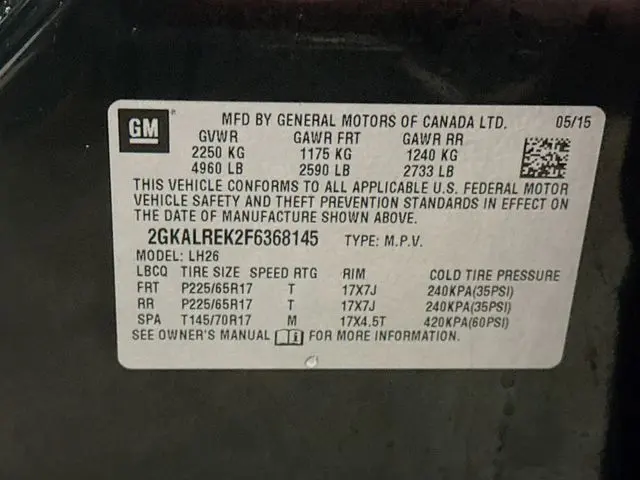 GM
MFD BY GENERAL MOTORS OF CANADA LTD. 05/15
GVWR GAWR FRT GAWR RR
2250 KG 1175 KG 1240 KG
4960 LB 2590 LB 2733 LB
THIS VEHICLE CONFORMS TO ALL APPLICABLE U.S. FEDERAL MOTOR
VEHICLE SAFETY AND THEFT PREVENTION STANDARDS IN EFFECT ON
THE DATE OF MANUFACTURE SHOWN ABOVE.
2GKALREK2F6368145 TYPE: M.P.V.
MODEL: LH26
LBCQ TIRE SIZE SPEED RTG RIM COLD TIRE PRESSURE
FRT P225/65R17 T 17X7J 240KPA(35PSI)
RR P225/65R17 T 17X7J 240KPA(35PSI)
SPA T145/70R17 M 17X4.5T 420KPA(60PSI)
SEE OWNER'S MANUAL FOR MORE INFORMATION.